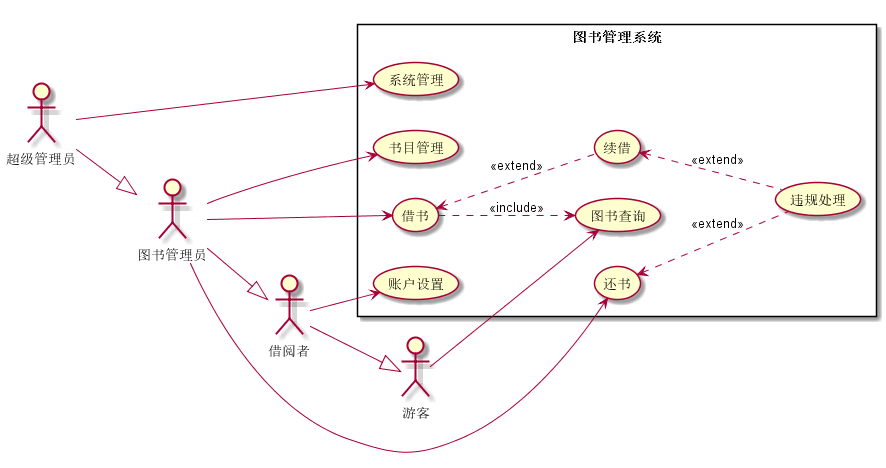 图书管理系统
系统管理
超级管理员
书目管理
续借
«extend»
«extend»
借书
«include»
图书查询
违规处理
图书管理员
«extend»
账户设置
还书
借阅者
游客